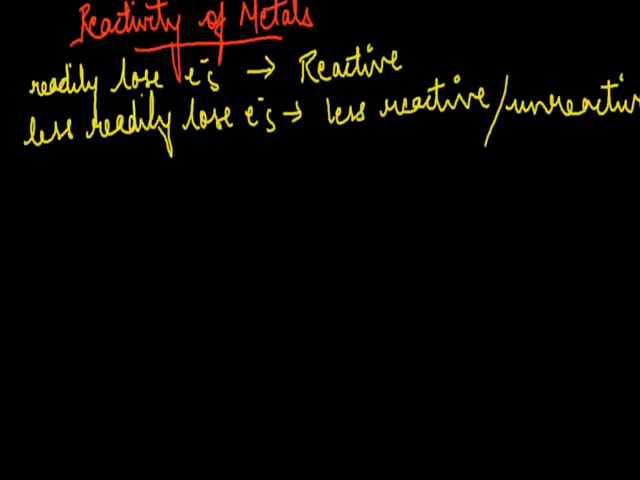 Reactivity of Metals
readily lose e⁻s → Reactive
less readily lose e⁻s → less reactive/unreactiv